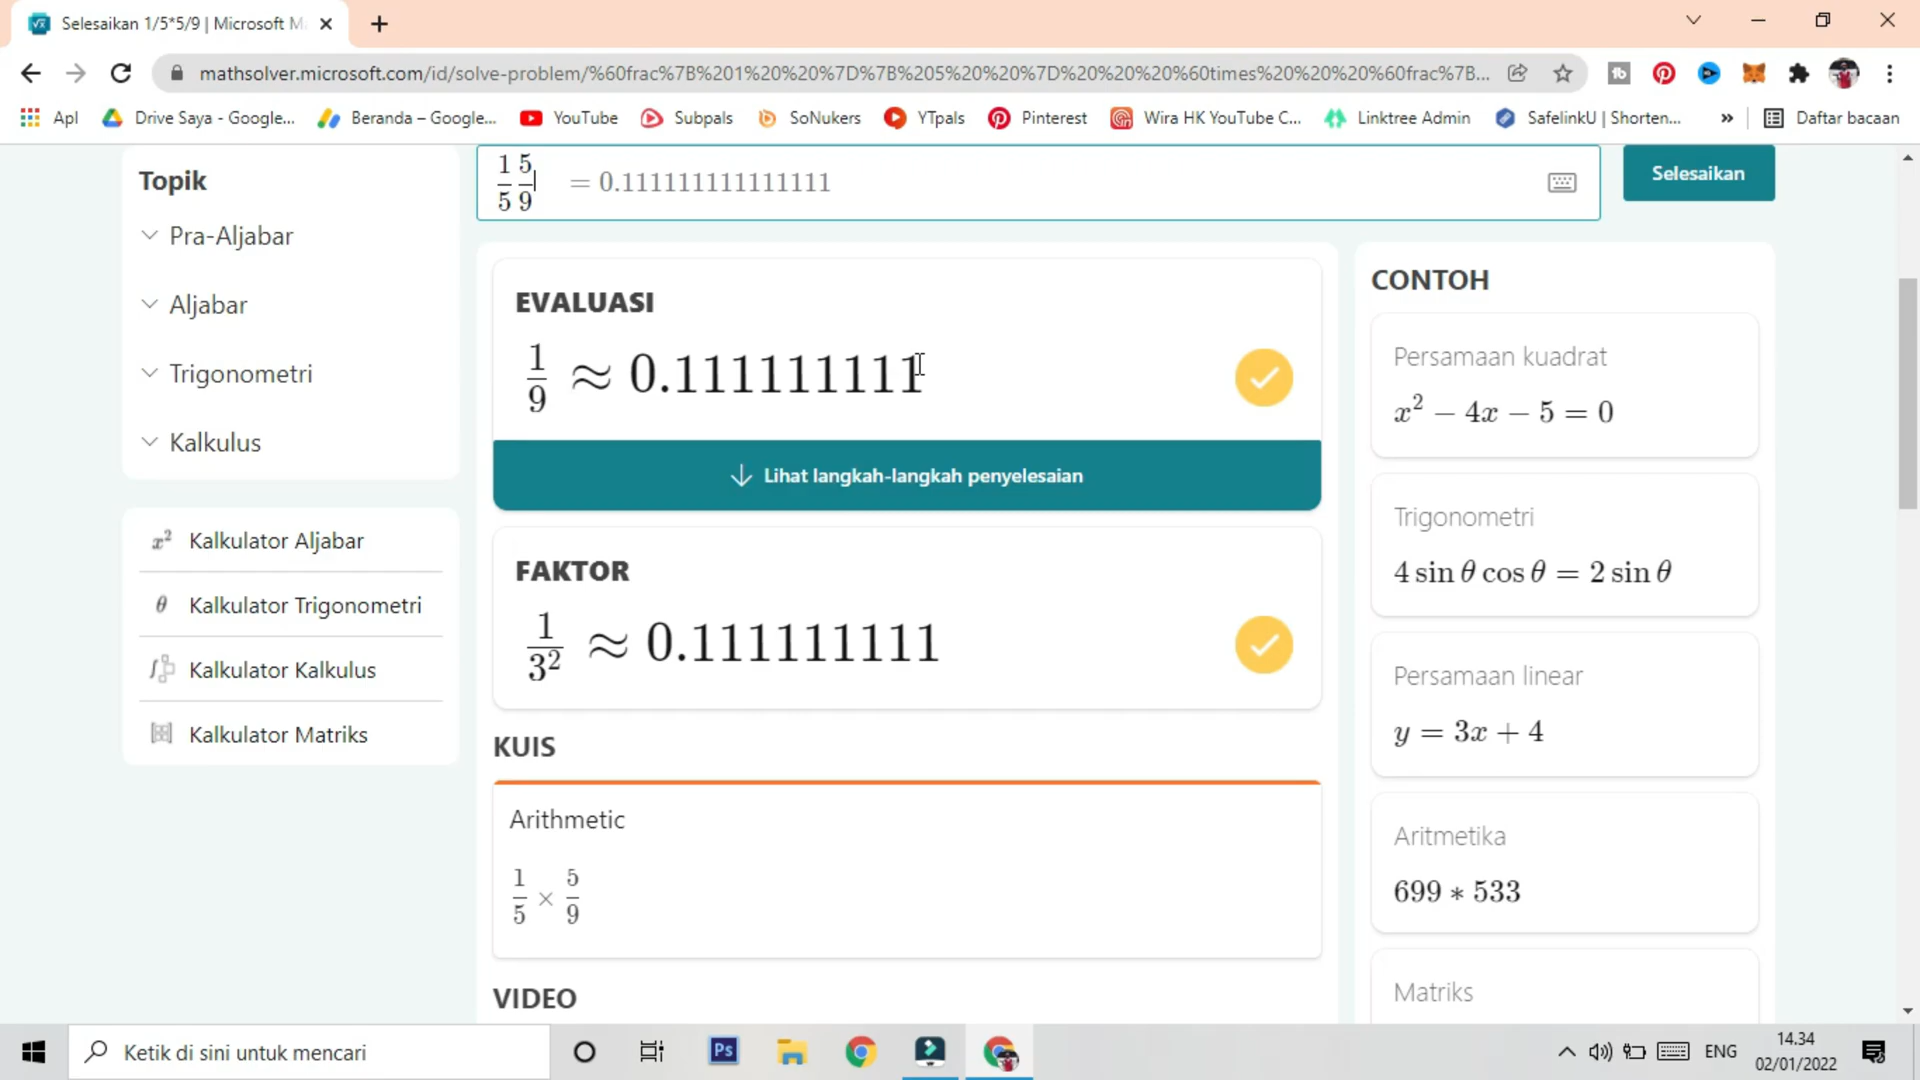 Selesaikan 1/5*5/9 | Microsoft M
mathsolver.microsoft.com/id/solve-problem/%60frac%7B%201%20%20%7D%7B%205%20%20%7D%20%20%20%60times%20%20%20%60frac%7B...
Apl
Drive Saya - Google...
Beranda – Google...
YouTube
Subpals
SoNukers
YTpals
Pinterest
Wira HK YouTube C...
Linktree Admin
SafelinkU | Shorten...
»
Daftar bacaan
Topik
Pra-Aljabar
Aljabar
Trigonometri
Kalkulus
x² Kalkulator Aljabar
θ Kalkulator Trigonometri
Kalkulator Kalkulus
Kalkulator Matriks
1/5 5/9 = 0.111111111111111
Selesaikan
EVALUASI
1/9 ≈ 0.111111111
Lihat langkah-langkah penyelesaian
FAKTOR
1/3² ≈ 0.111111111
KUIS
Arithmetic
1/5 × 5/9
VIDEO
CONTOH
Persamaan kuadrat
x² − 4x − 5 = 0
Trigonometri
4 sin θ cos θ = 2 sin θ
Persamaan linear
y = 3x + 4
Aritmetika
699 ∗ 533
Matriks
Ketik di sini untuk mencari
Ps
ENG
14.34
02/01/2022